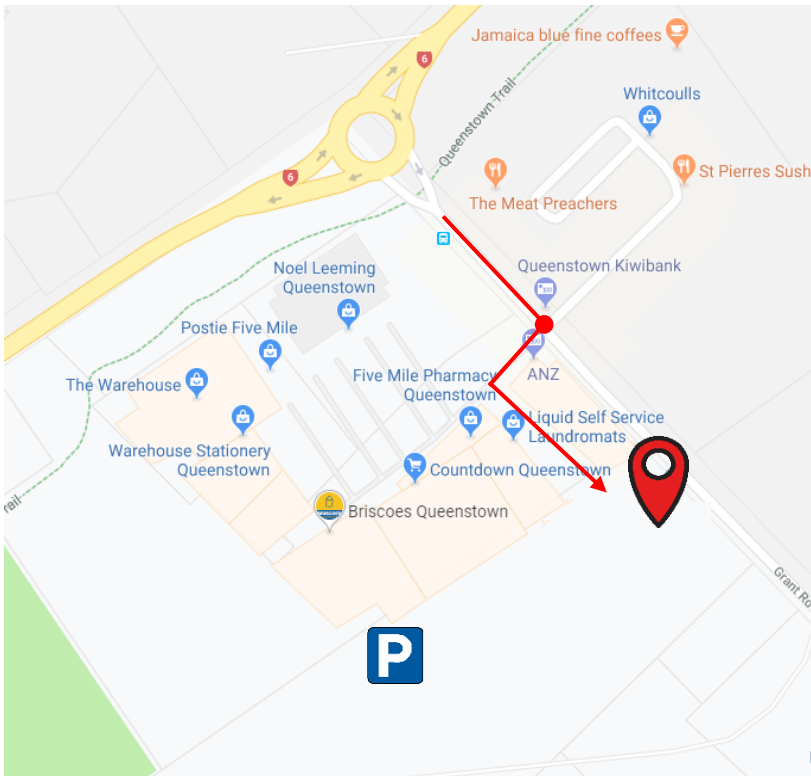 Jamaica blue fine coffees
6
Queenstown Trail
Whitcoulls
6
St Pierres Sush
The Meat Preachers
Noel Leeming
Queenstown
Queenstown Kiwibank
Postie Five Mile
The Warehouse
Five Mile Pharmacy
Queenstown
ANZ
Warehouse Stationery
Queenstown
Liquid Self Service
Laundromats
Countdown Queenstown
rail
Briscoes Queenstown
Grant Ro
P